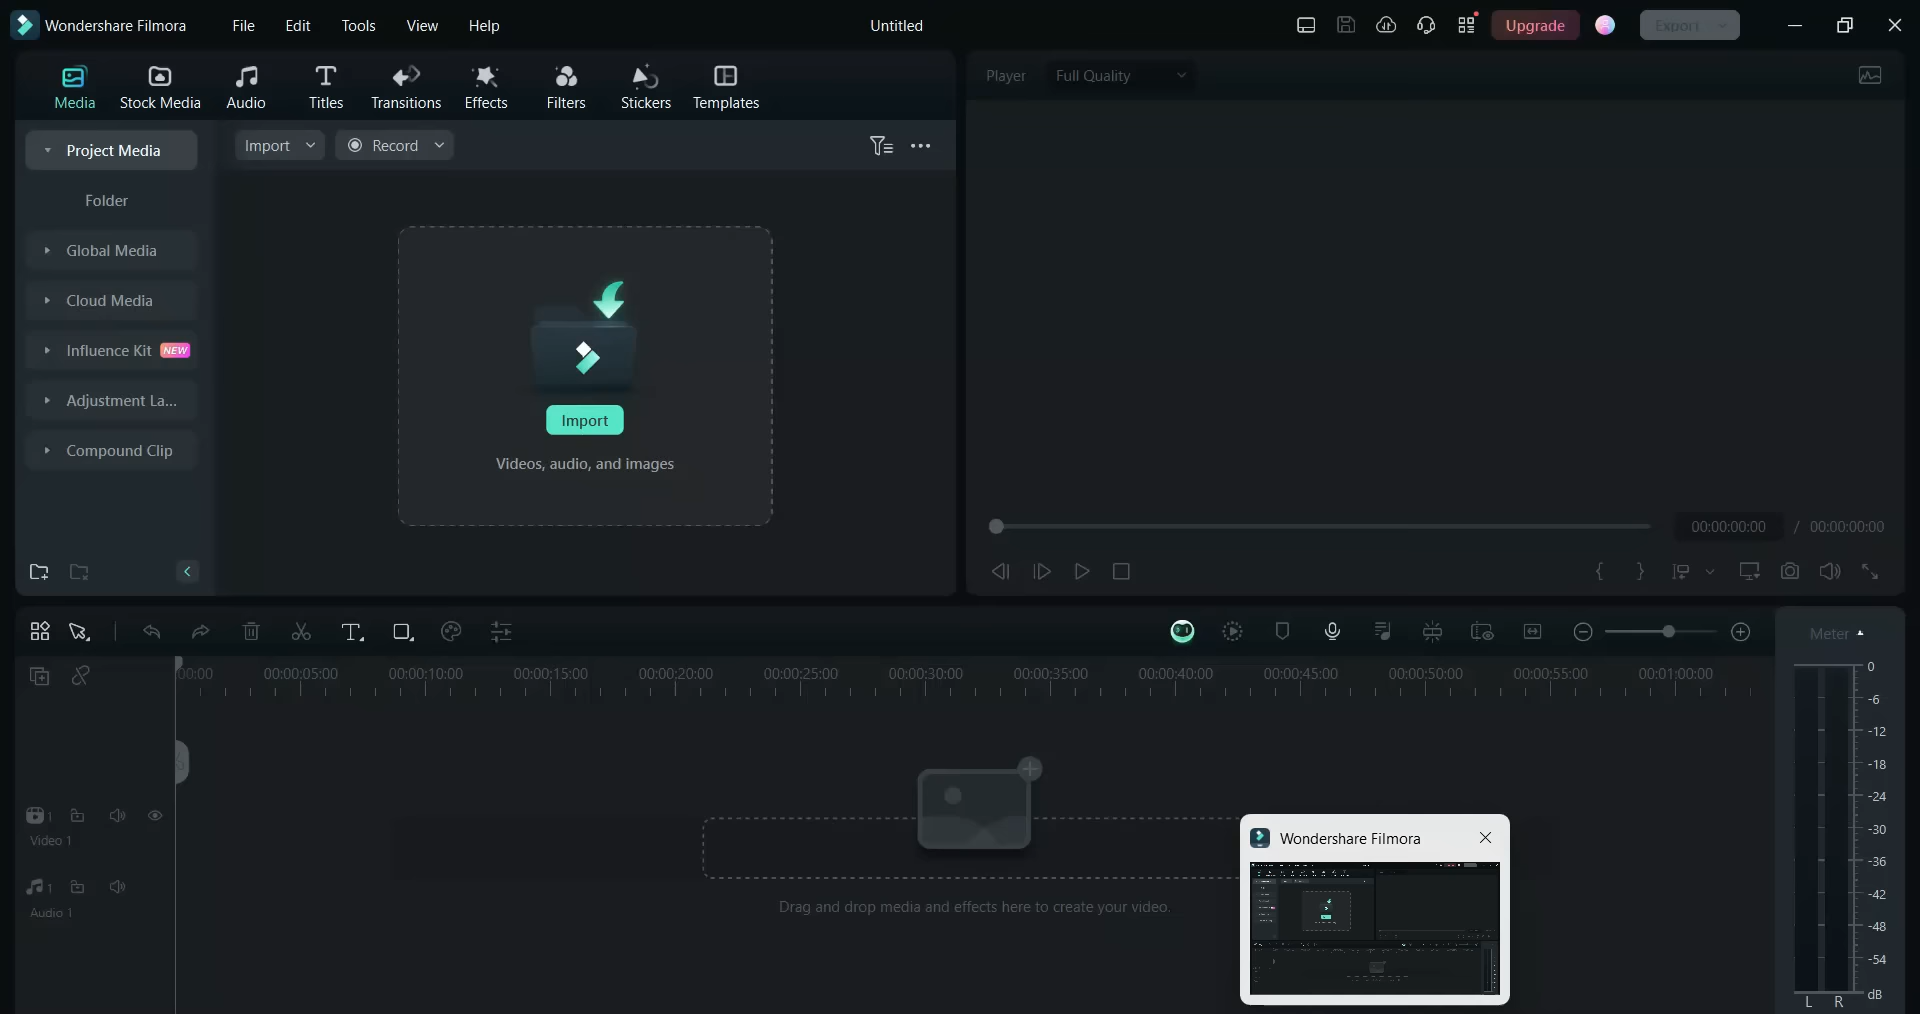 Wondershare Filmora File Edit Tools View Help Untitled Upgrade Export
Media Stock Media Audio Titles Transitions Effects Filters Stickers Templates
Player Full Quality
Project Media
Import Record
Folder
Global Media
Cloud Media
Influence Kit NEW
Adjustment La...
Compound Clip
Import
Videos, audio, and images
00:00:00:00 / 00:00:00:00
Meter
00:00 00:00:05:00 00:00:10:00 00:00:15:00 00:00:20:00 00:00:25:00 00:00:30:00 00:00:35:00 00:00:40:00 00:00:45:00 00:00:50:00 00:00:55:00 00:01:00:00
0
-6
-12
-18
-24
-30
-36
-42
-48
-54
dB
L R
1
Video 1
1
Audio 1
Drag and drop media and effects here to create your video.
Wondershare Filmora